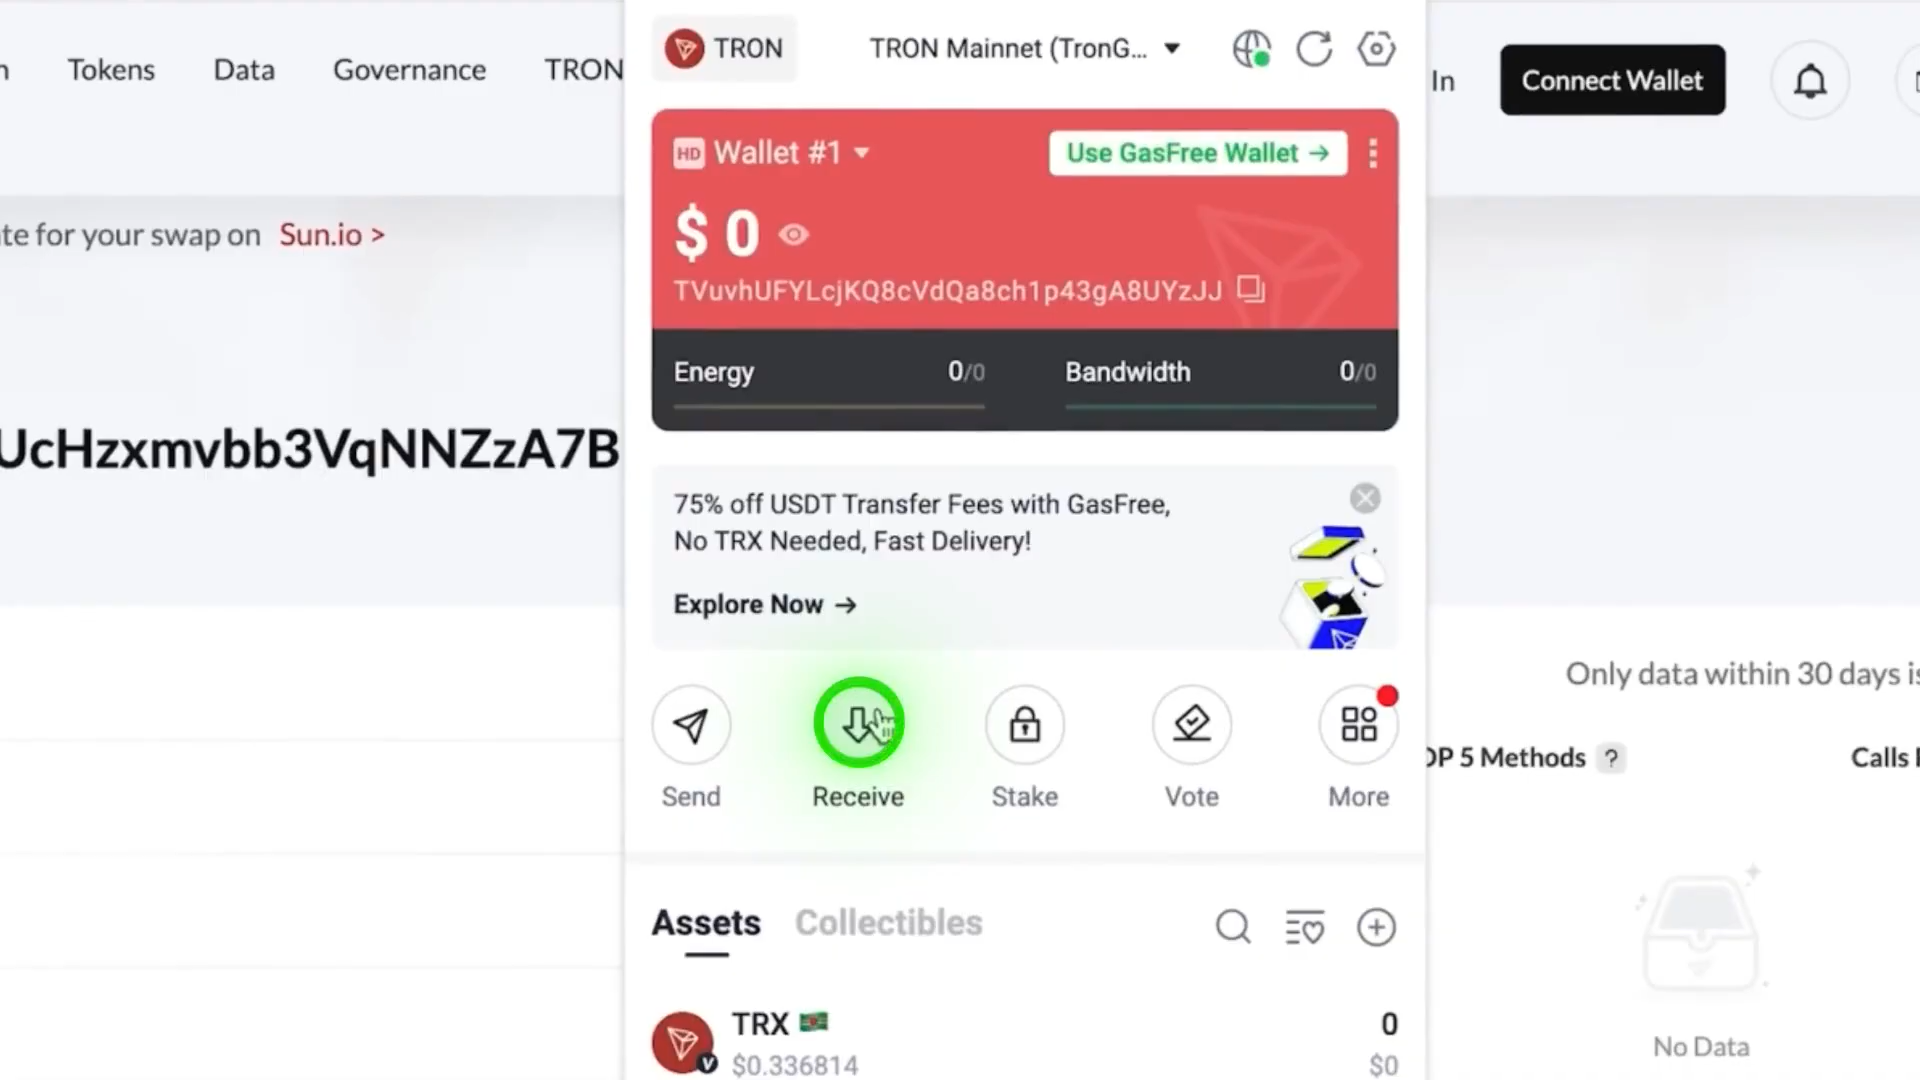 Tokens
Data
Governance
TRON
TRON
TRON Mainnet (TronG...
In
Connect Wallet
te for your swap on Sun.io >
HD Wallet #1
Use GasFree Wallet →
$ 0
TVuvhUFYLcjKQ8cVdQa8ch1p43gA8UYzJJ
Energy 0/0
Bandwidth 0/0
UcHzxmvbb3VqNNZzA7B
75% off USDT Transfer Fees with GasFree,
No TRX Needed, Fast Delivery!
Explore Now →
Send
Receive
Stake
Vote
More
Only data within 30 days is
OP 5 Methods ?
Calls
Assets
Collectibles
TRX
0
$0.336814
$0
No Data